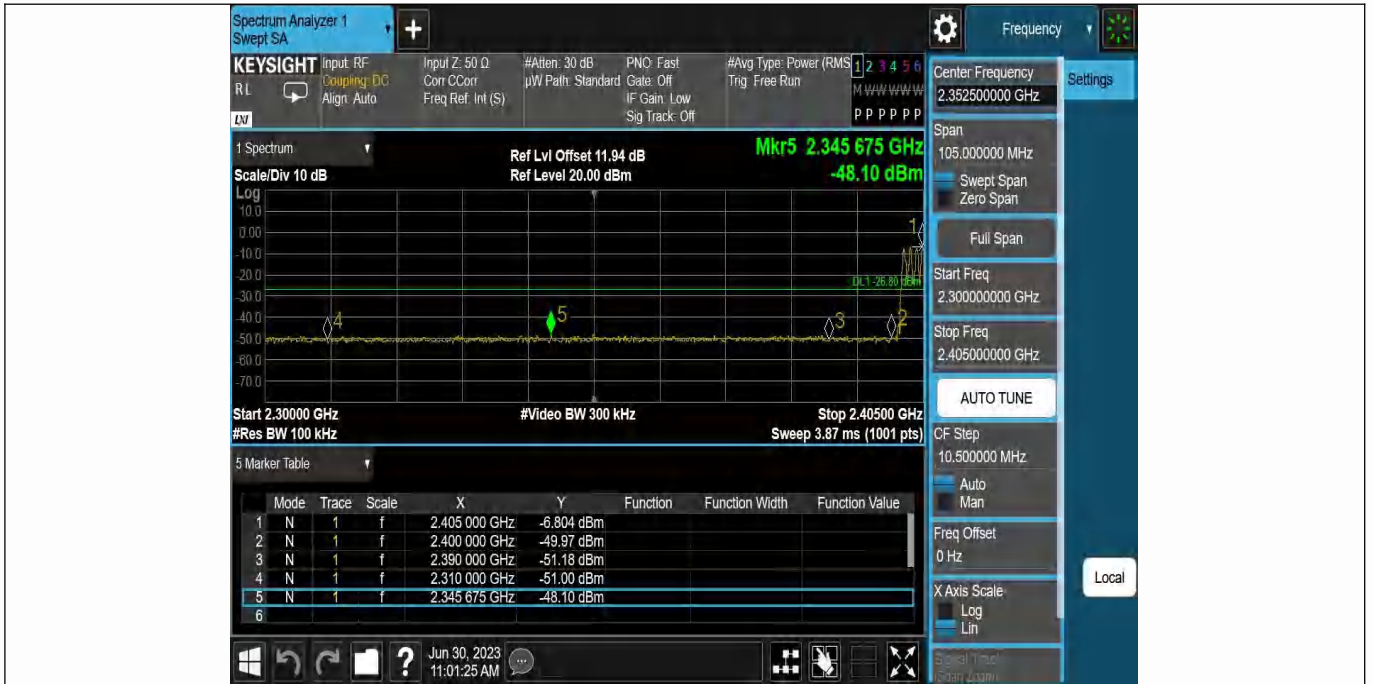 Spectrum Analyzer 1
Swept SA
+
Frequency
KEYSIGHT
RL
LXI
Input: RF
Coupling: DC
Align: Auto
Input Z: 50 Ω
Corr CCorr
Freq Ref: Int (S)
#Atten: 30 dB
µW Path: Standard
PNO: Fast
Gate: Off
IF Gain: Low
Sig Track: Off
#Avg Type: Power (RMS
Trig: Free Run
1 2 3 4 5 6
M W W W W W
P P P P P P
Center Frequency
2.352500000 GHz
Settings
1 Spectrum
Scale/Div 10 dB
Ref Lvl Offset 11.94 dB
Ref Level 20.00 dBm
Mkr5 2.345 675 GHz
-48.10 dBm
Log
10.0
0.00
-10.0
-20.0
-30.0
-40.0
-50.0
-60.0
-70.0
1
DL1 -26.80 dBm
4
5
3
2
Start 2.30000 GHz
#Res BW 100 kHz
#Video BW 300 kHz
Stop 2.40500 GHz
Sweep 3.87 ms (1001 pts)
Span
105.000000 MHz
Swept Span
Zero Span
Full Span
Start Freq
2.300000000 GHz
Stop Freq
2.405000000 GHz
AUTO TUNE
CF Step
10.500000 MHz
Auto
Man
Freq Offset
0 Hz
X Axis Scale
Log
Lin
Signal Track
(Span Zoom)
Local
5 Marker Table
Mode Trace Scale X Y Function Function Width Function Value
1 N 1 f 2.405 000 GHz -6.804 dBm
2 N 1 f 2.400 000 GHz -49.97 dBm
3 N 1 f 2.390 000 GHz -51.18 dBm
4 N 1 f 2.310 000 GHz -51.00 dBm
5 N 1 f 2.345 675 GHz -48.10 dBm
6
?
Jun 30, 2023
11:01:25 AM